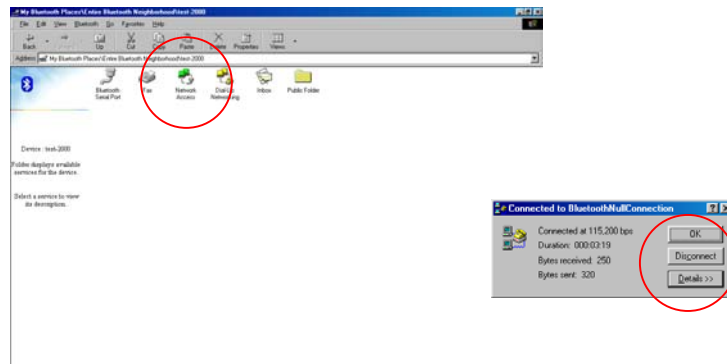 My Bluetooth Places\Entire Bluetooth Neighborhood\test-2000
File Edit View Bluetooth Go Favorites Help
Back Up Cut Copy Paste Delete Properties Views
Address My Bluetooth Places\Entire Bluetooth Neighborhood\test-2000
Bluetooth Serial Port
Fax
Network Access
Dial-Up Networking
Inbox
Public Folder
Device : test-2000
Folder displays available
services for the device.
Select a service to view
its description.
Connected to BluetoothNullConnection
Connected at 115,200 bps
Duration: 000:03:19
Bytes received: 250
Bytes sent: 320
OK
Disconnect
Details >>